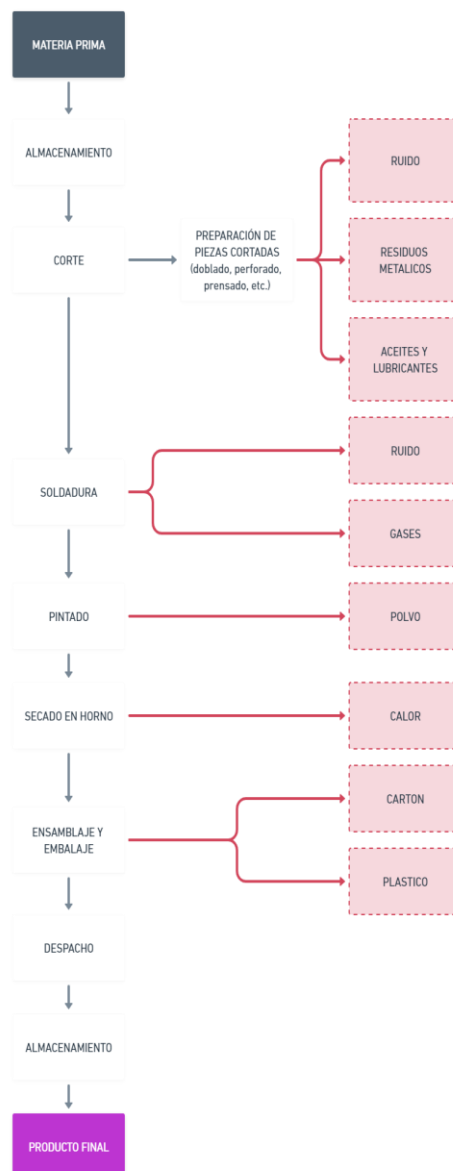 MATERIA PRIMA
ALMACENAMIENTO
RUIDO
CORTE
PREPARACIÓN DE
PIEZAS CORTADAS
(doblado, perforado,
prensado, etc.)
RESIDUOS
METALICOS
ACEITES Y
LUBRICANTES
SOLDADURA
RUIDO
GASES
PINTADO
POLVO
SECADO EN HORNO
CALOR
ENSAMBLAJE Y
EMBALAJE
CARTON
PLASTICO
DESPACHO
ALMACENAMIENTO
PRODUCTO FINAL